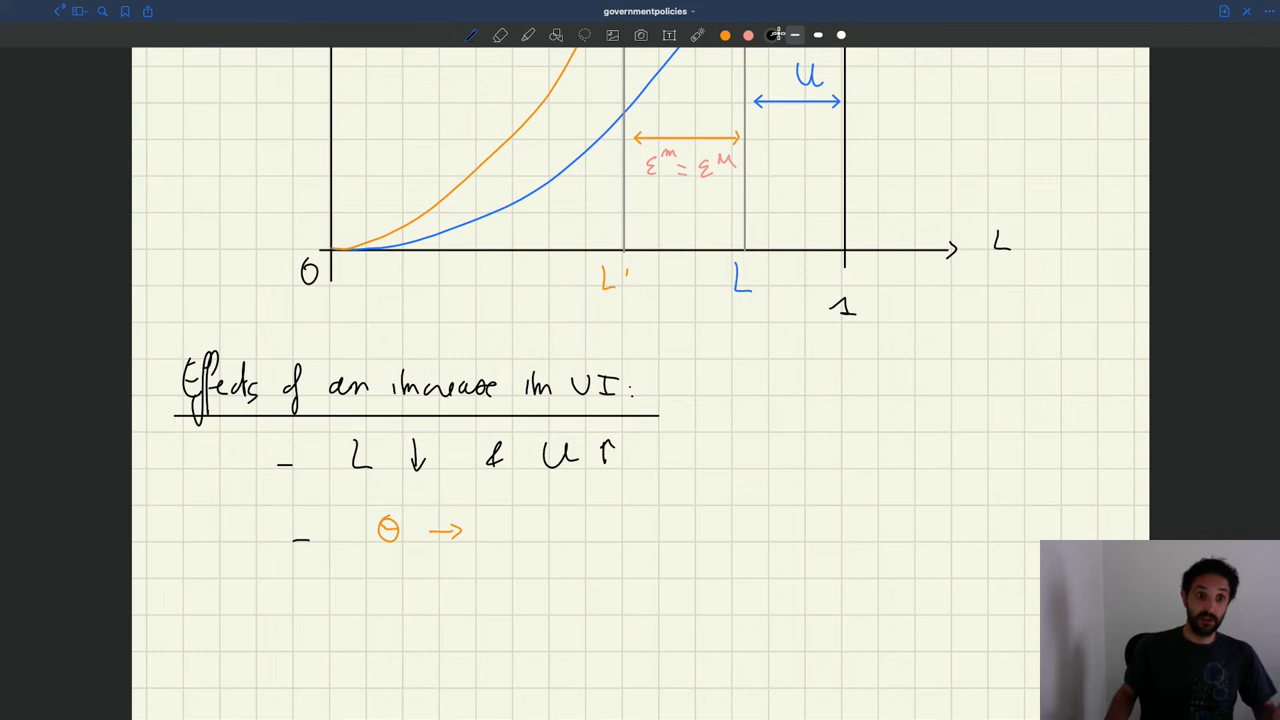 governmentpolicies
U
ε^m = ε^M
L
0
L'
L
1
Effects of an increase in UI:
- L ↓ & U ↑
- θ →